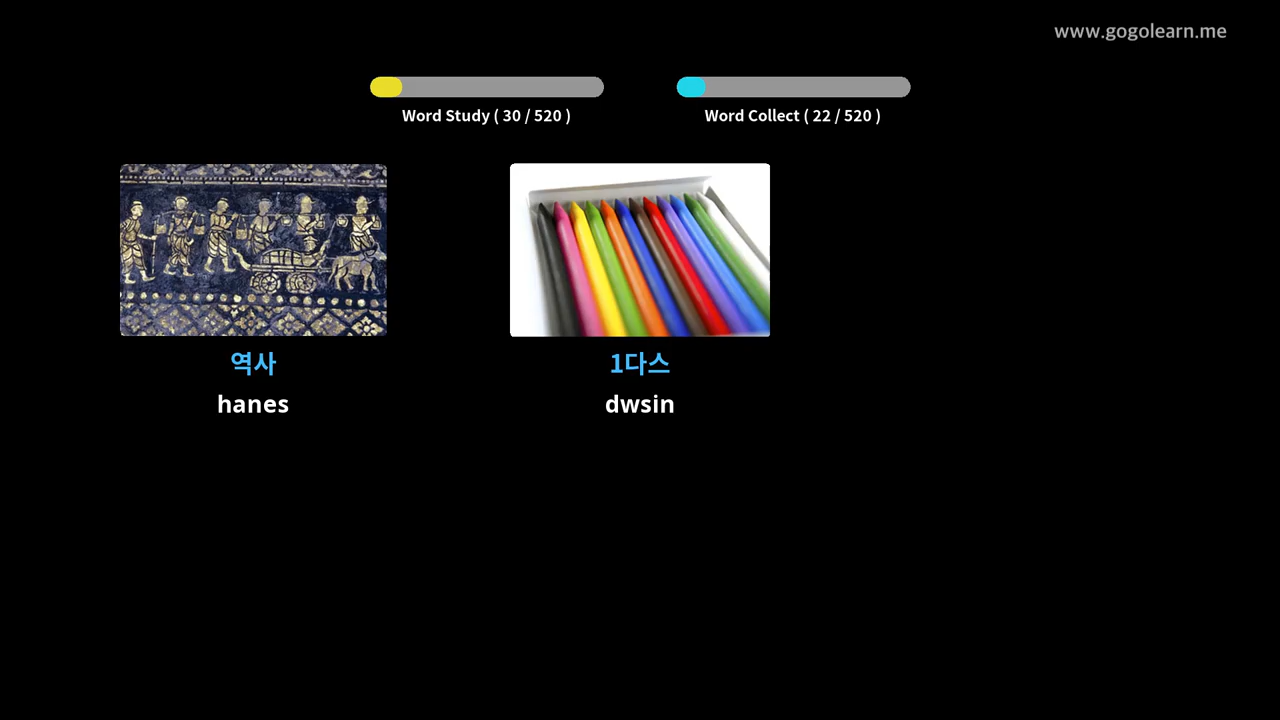 www.gogolearn.me
Word Study ( 30 / 520 )
Word Collect ( 22 / 520 )
역사
hanes
1다스
dwsin